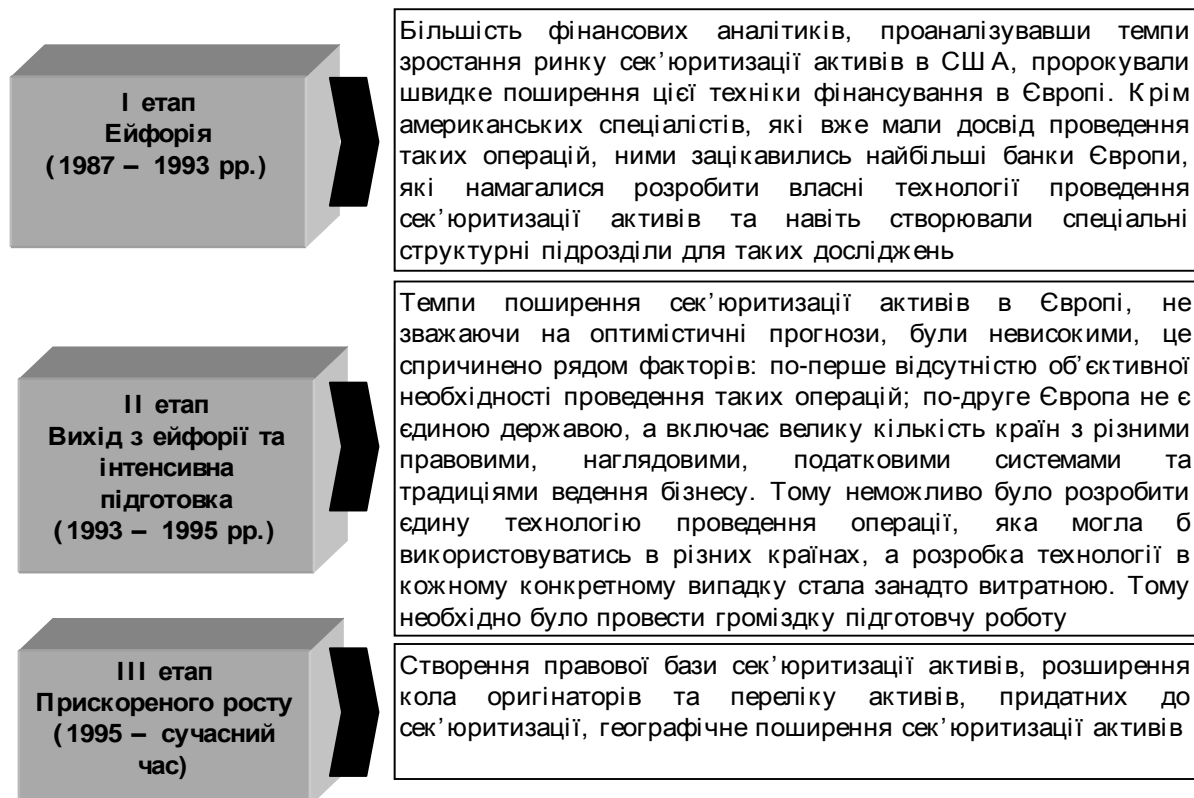 І етап
Ейфорія
(1987 – 1993 рр.)
Більшість фінансових аналітиків, проаналізувавши темпи
зростання ринку сек’юритизації активів в США, пророкували
швидке поширення цієї техніки фінансування в Європі. Крім
американських спеціалістів, які вже мали досвід проведення
таких операцій, ними зацікавились найбільші банки Європи,
які намагалися розробити власні технології проведення
сек’юритизації активів та навіть створювали спеціальні
структурні підрозділи для таких досліджень
ІІ етап
Вихід з ейфорії та
інтенсивна
підготовка
(1993 – 1995 рр.)
Темпи поширення сек’юритизації активів в Європі, не
зважаючи на оптимістичні прогнози, були невисокими, це
спричинено рядом факторів: по-перше відсутністю об’єктивної
необхідності проведення таких операцій; по-друге Європа не є
єдиною державою, а включає велику кількість країн з різними
правовими, наглядовими, податковими системами та
традиціями ведення бізнесу. Тому неможливо було розробити
єдину технологію проведення операції, яка могла б
використовуватись в різних країнах, а розробка технології в
кожному конкретному випадку стала занадто витратною. Тому
необхідно було провести громіздку підготовчу роботу
ІІІ етап
Прискореного росту
(1995 – сучасний
час)
Створення правової бази сек’юритизації активів, розширення
кола оригінаторів та переліку активів, придатних до
сек’юритизації, географічне поширення сек’юритизації активів